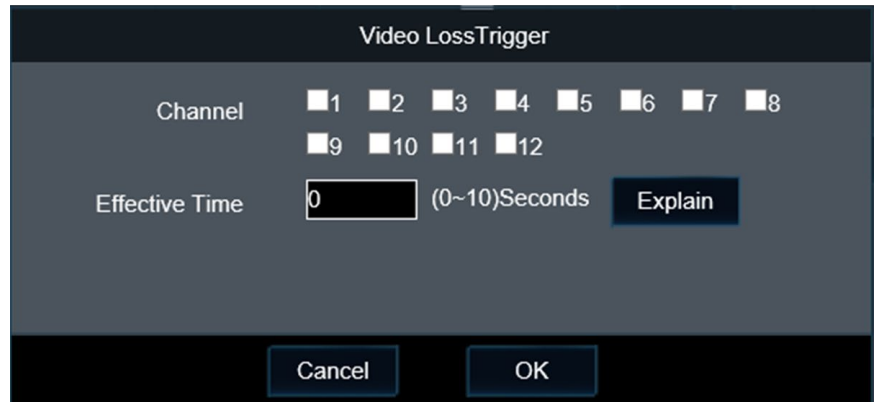 Video LossTrigger
Channel 1 2 3 4 5 6 7 8
9 10 11 12
Effective Time 0 (0~10)Seconds Explain
Cancel OK